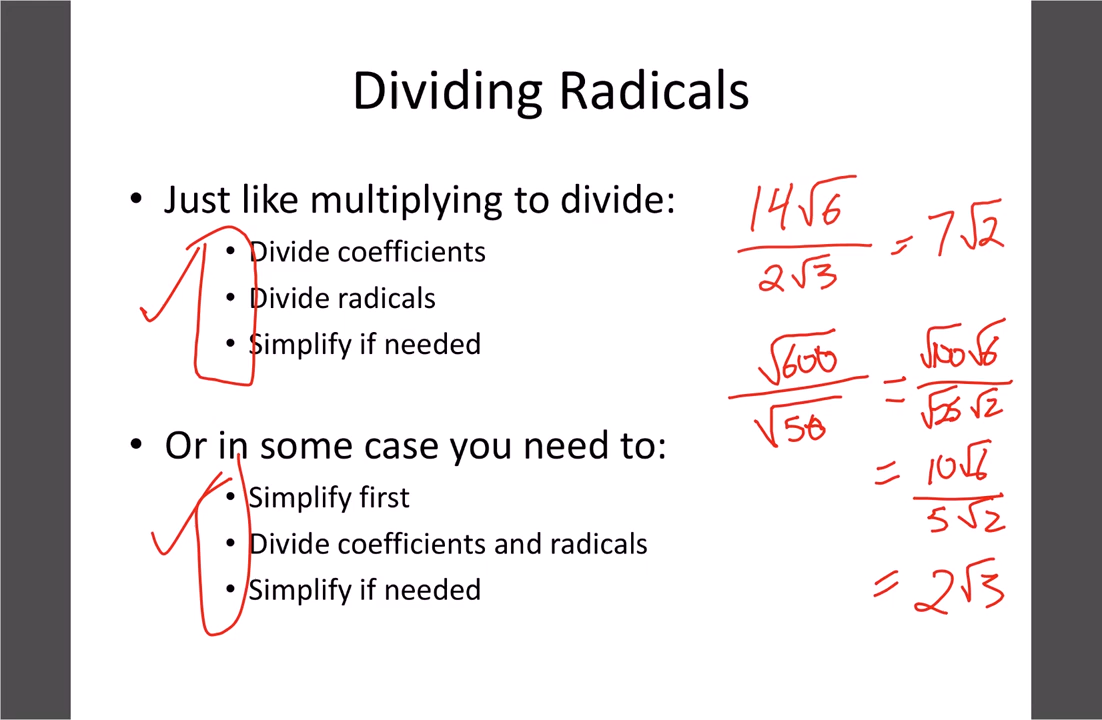 Dividing Radicals
• Just like multiplying to divide:
• Divide coefficients
• Divide radicals
• Simplify if needed
• Or in some case you need to:
• Simplify first
• Divide coefficients and radicals
• Simplify if needed
14√6
2√3
= 7√2
√600
√50
= √100 √6
√25 √2
= 10√6
5√2
= 2√3